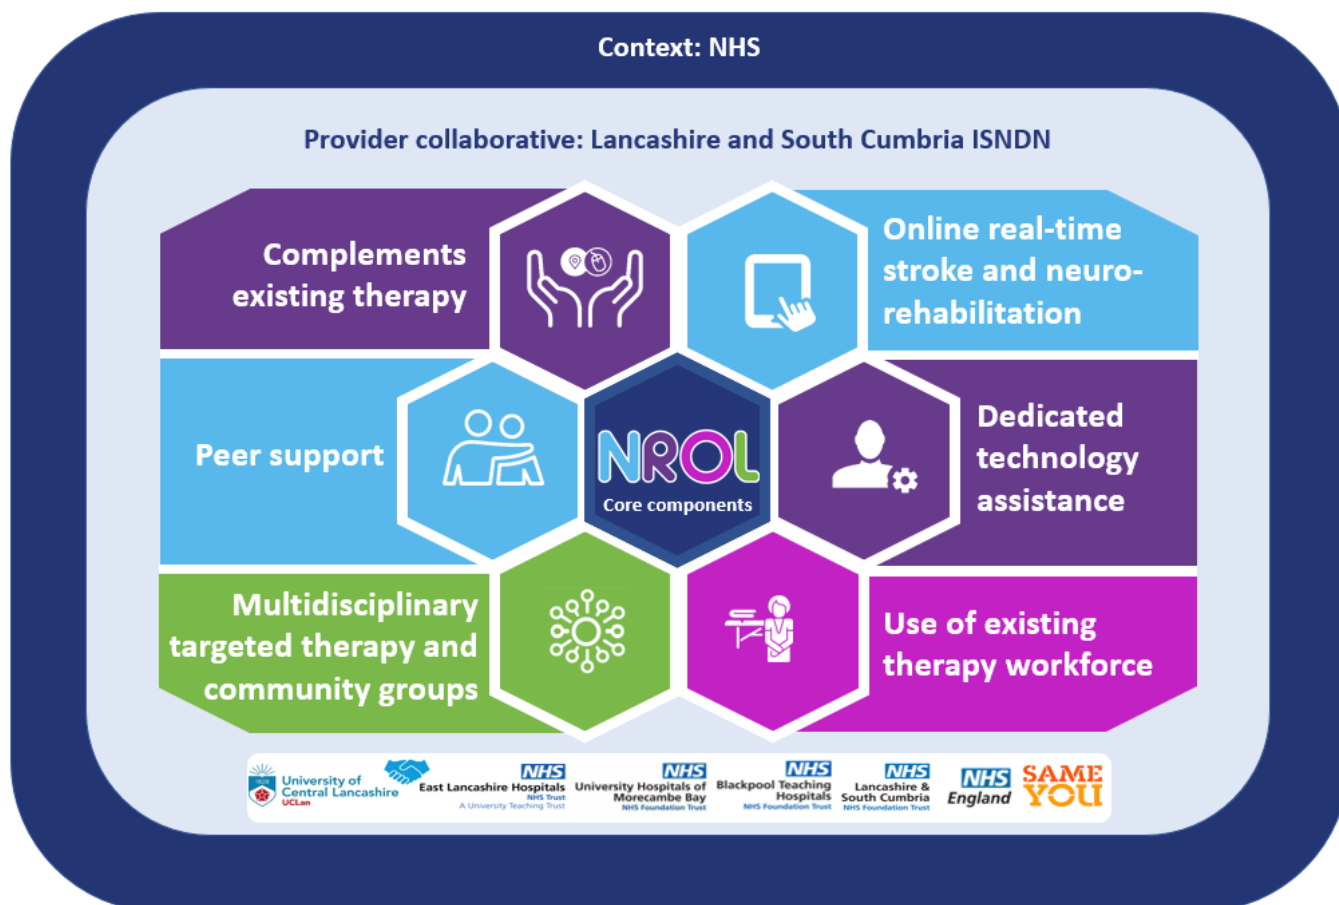 Context: NHS
Provider collaborative: Lancashire and South Cumbria ISNDN
Complements
existing therapy
Online real-time
stroke and neuro-
rehabilitation
Peer support
NROL
Core components
Dedicated
technology
assistance
Multidisciplinary
targeted therapy and
community groups
Use of existing
therapy workforce
University of
Central Lancashire
UCLan
NHS
East Lancashire Hospitals
NHS Trust
A University Teaching Trust
NHS
University Hospitals of
Morecambe Bay
NHS Foundation Trust
NHS
Blackpool Teaching
Hospitals
NHS Foundation Trust
NHS
Lancashire &
South Cumbria
NHS Foundation Trust
NHS
England
SAME
YOU